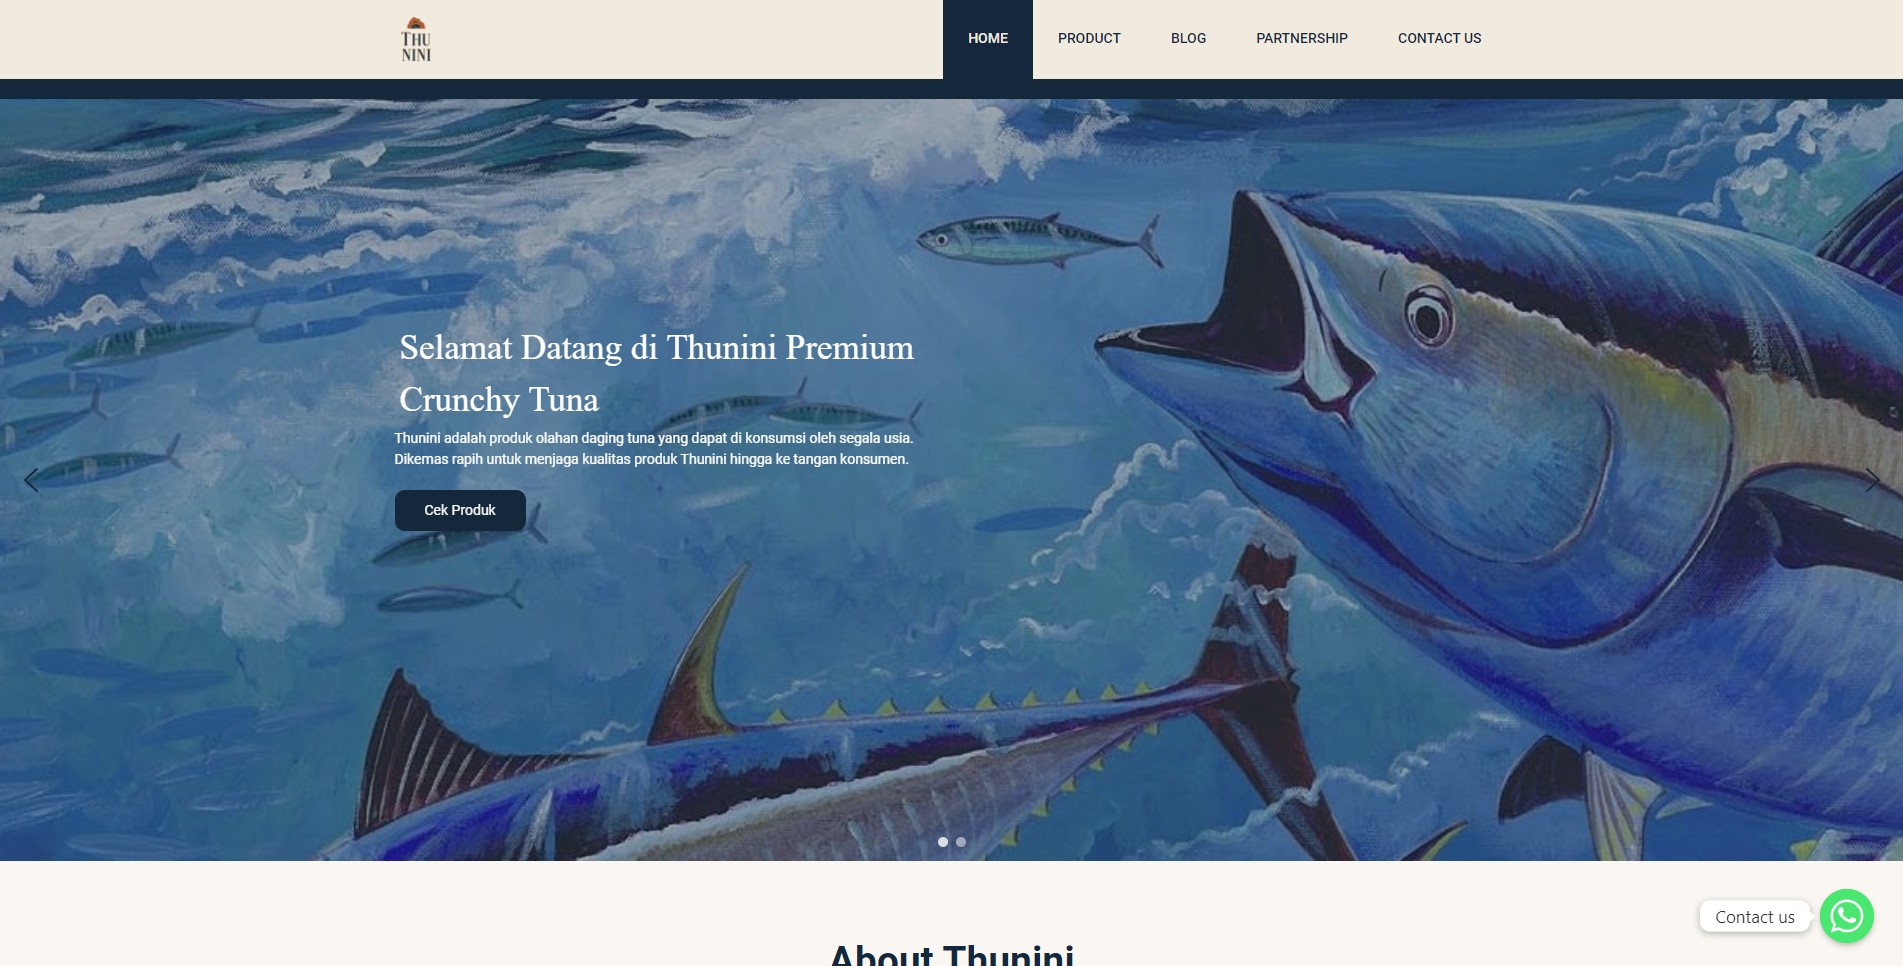 THU
NINI
HOME
PRODUCT
BLOG
PARTNERSHIP
CONTACT US
Selamat Datang di Thunini Premium
Crunchy Tuna
Thunini adalah produk olahan daging tuna yang dapat di konsumsi oleh segala usia.
Dikemas rapih untuk menjaga kualitas produk Thunini hingga ke tangan konsumen.
Cek Produk
Contact us
About Thunini